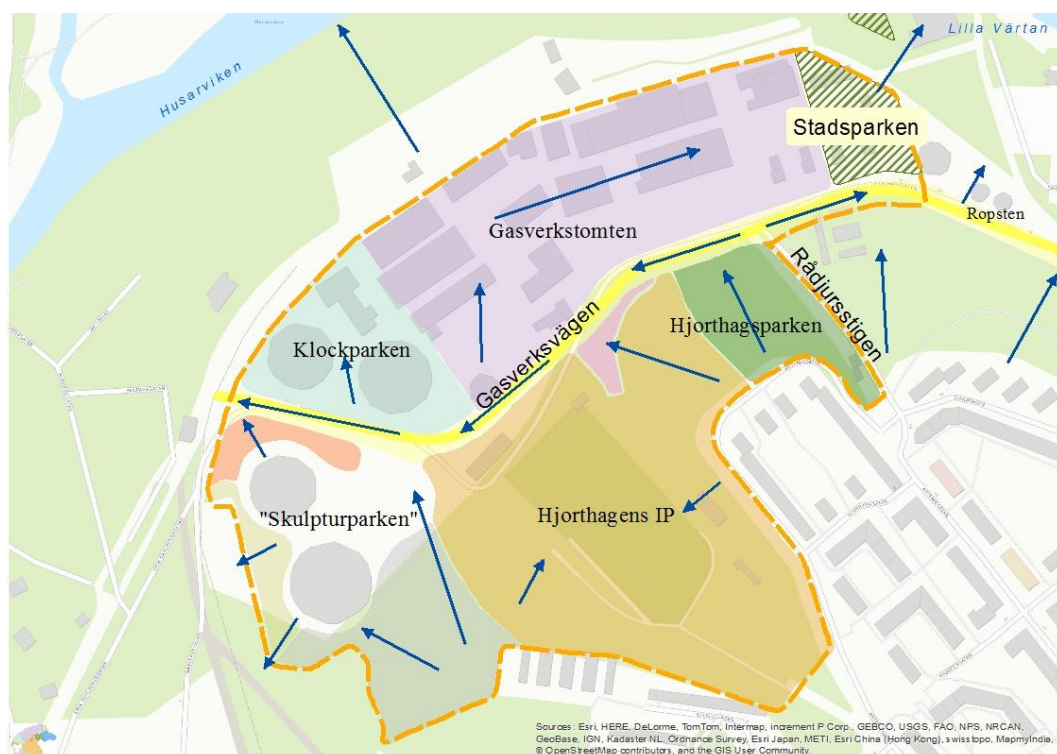 Husarviken
Lilla Värtan
Stadsparken
Gasverkstomten
Ropsten
Rådjursstigen
Hjorthagsparken
Klockparken
Gasverksvägen
"Skulpturparken"
Hjorthagens IP
Sources: Esri, HERE, DeLorme, TomTom, Intermap, increment P Corp., GEBCO, USGS, FAO, NPS, NRCAN,
GeoBase, IGN, Kadaster NL, Ordnance Survey, Esri Japan, METI, Esri China (Hong Kong), swisstopo, MapmyIndia,
© OpenStreetMap contributors, and the GIS User Community